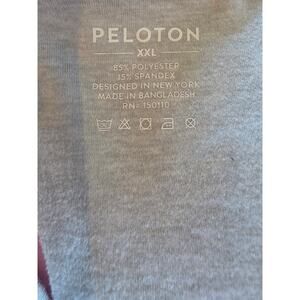 PELOTON
XXL
85% POLYESTER
15% SPANDEX
DESIGNED IN NEW YORK
MADE IN BANGLADESH
RN= 150110